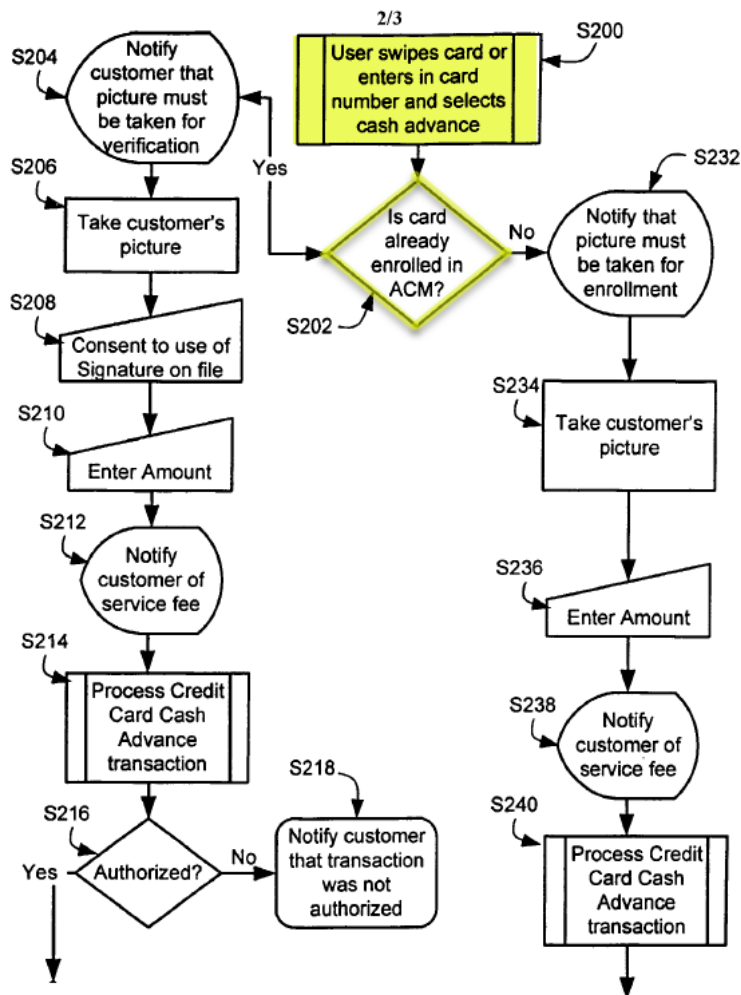 2/3
S200
User swipes card or
enters in card
number and selects
cash advance
S202
Is card
already
enrolled in
ACM?
Yes
No
S204
Notify
customer that
picture must
be taken for
verification
S206
Take customer's
picture
S208
Consent to use of
Signature on file
S210
Enter Amount
S212
Notify
customer of
service fee
S214
Process Credit
Card Cash
Advance
transaction
S216
Authorized?
Yes
No
S218
Notify customer
that transaction
was not
authorized
S232
Notify that
picture must
be taken for
enrollment
S234
Take customer's
picture
S236
Enter Amount
S238
Notify
customer of
service fee
S240
Process Credit
Card Cash
Advance
transaction